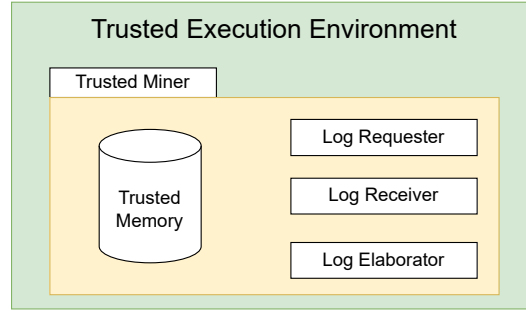 Trusted Execution Environment
Trusted Miner
Trusted
Memory
Log Requester
Log Receiver
Log Elaborator